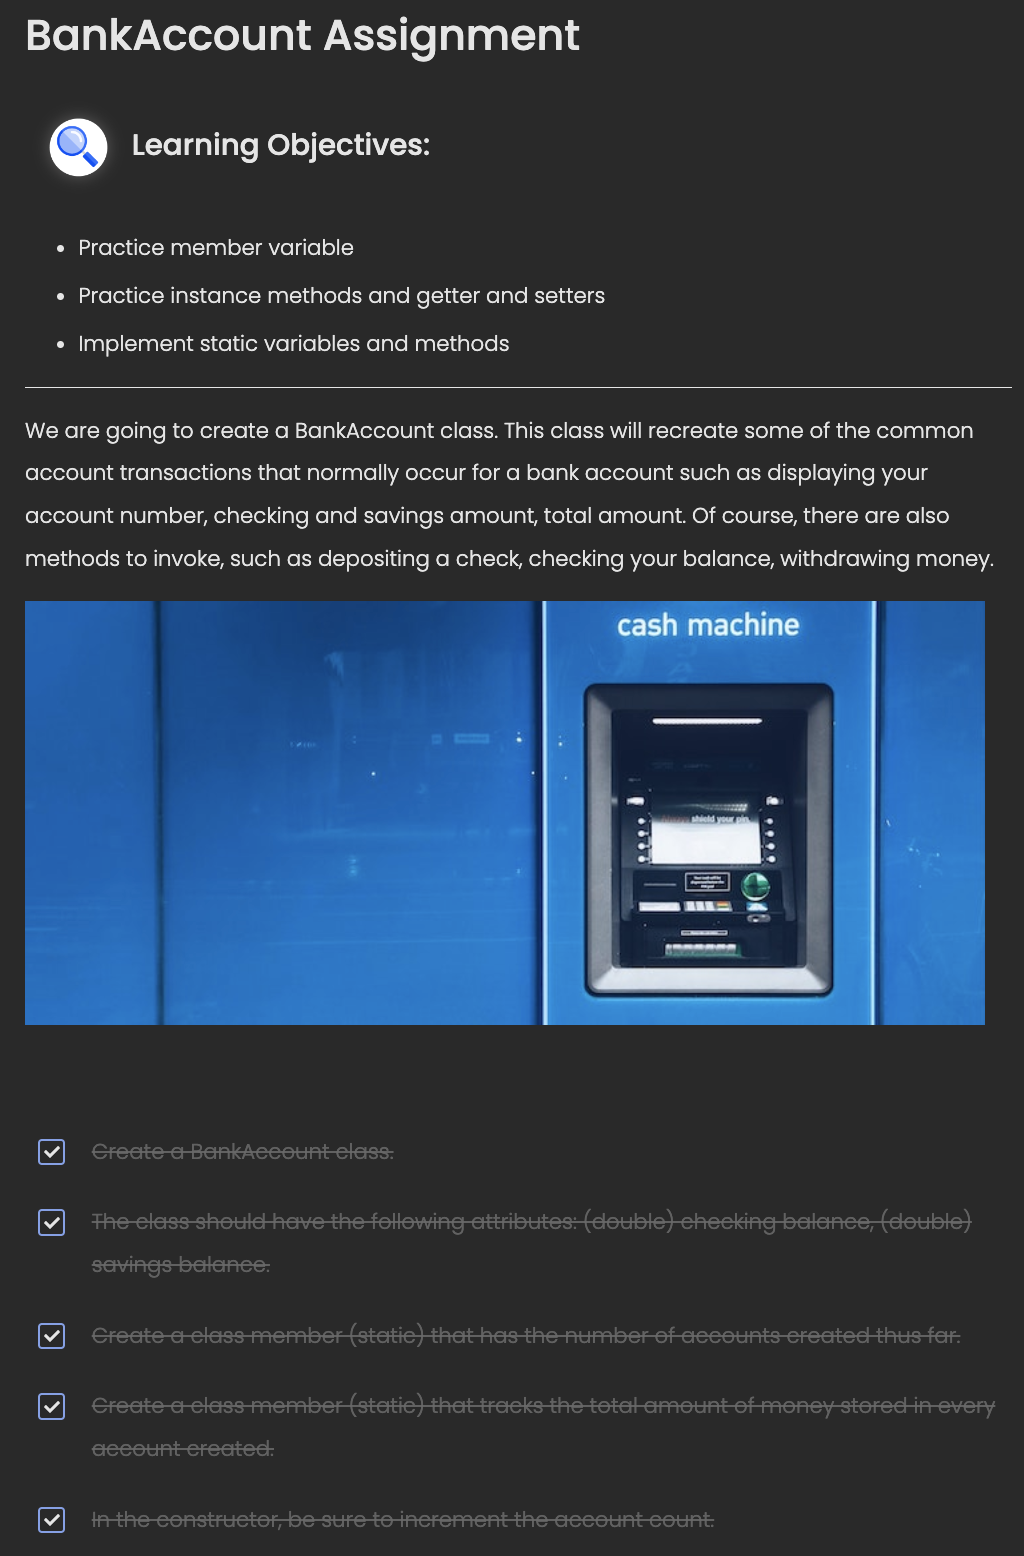 BankAccount Assignment
Learning Objectives:
Practice member variable
Practice instance methods and getter and setters
Implement static variables and methods
We are going to create a BankAccount class. This class will recreate some of the common
account transactions that normally occur for a bank account such as displaying your
account number, checking and savings amount, total amount. Of course, there are also
methods to invoke, such as depositing a check, checking your balance, withdrawing money.
cash machine
shield your pin.
Create a BankAccount class.
The class should have the following attributes: (double) checking balance, (double)
savings balance.
Create a class member (static) that has the number of accounts created thus far.
Create a class member (static) that tracks the total amount of money stored in every
account created.
In the constructor, be sure to increment the account count.